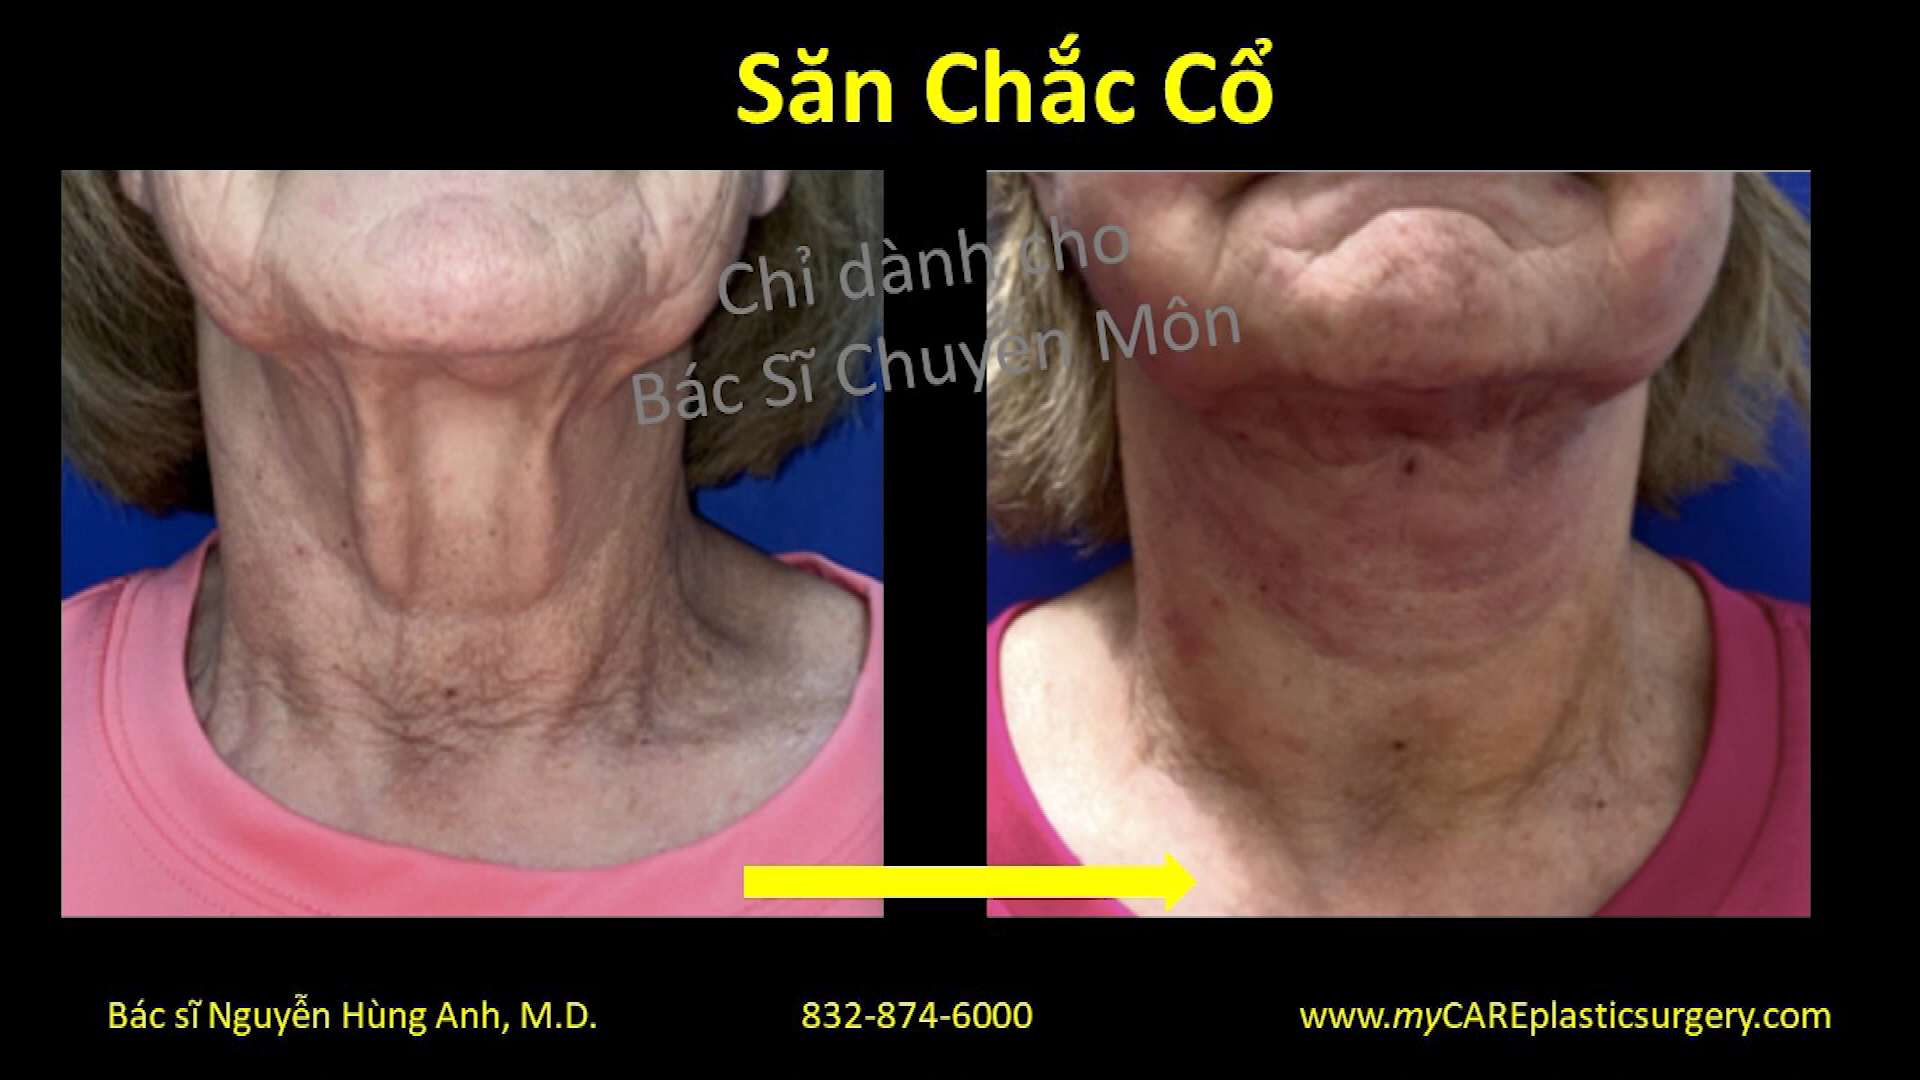 Săn Chắc Cổ
Chỉ dành cho
Bác Sĩ Chuyên Môn
Bác sĩ Nguyễn Hùng Anh, M.D.
832-874-6000
www.myCAREplasticsurgery.com